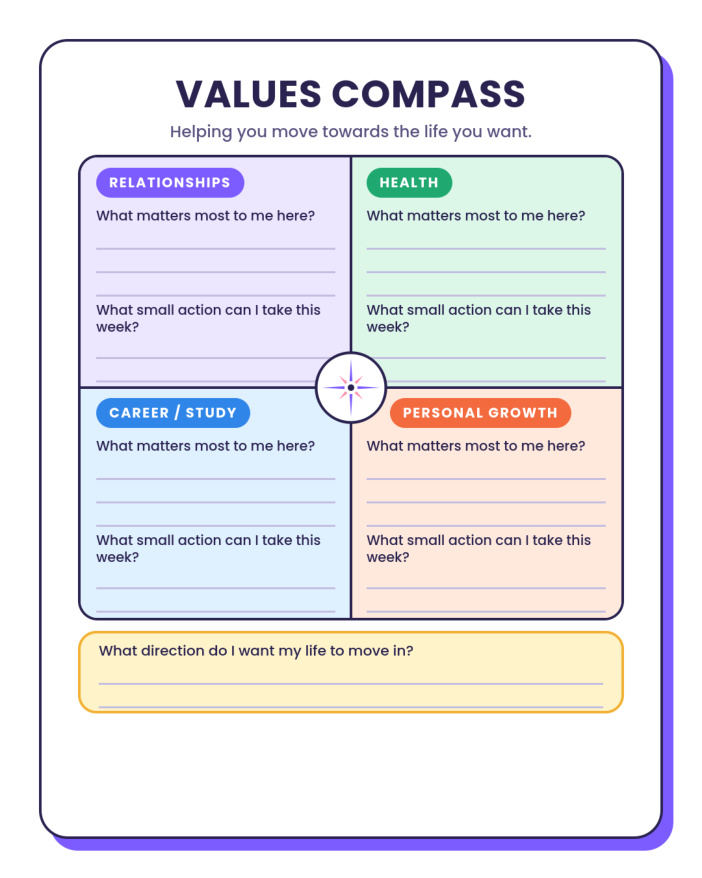 VALUES COMPASS
Helping you move towards the life you want.
RELATIONSHIPS
What matters most to me here?
What small action can I take this
week?
HEALTH
What matters most to me here?
What small action can I take this
week?
CAREER / STUDY
What matters most to me here?
What small action can I take this
week?
PERSONAL GROWTH
What matters most to me here?
What small action can I take this
week?
What direction do I want my life to move in?